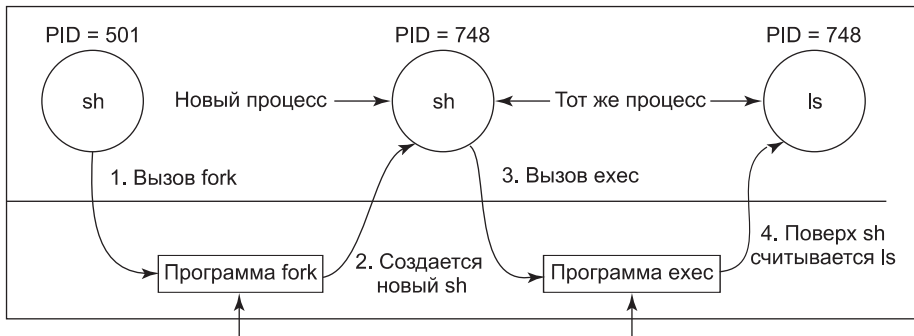 PID = 501
PID = 748
PID = 748
sh
Новый процесс
sh
Тот же процесс
ls
1. Вызов fork
3. Вызов exec
Программа fork
2. Создается
новый sh
Программа exec
4. Поверх sh
считывается ls